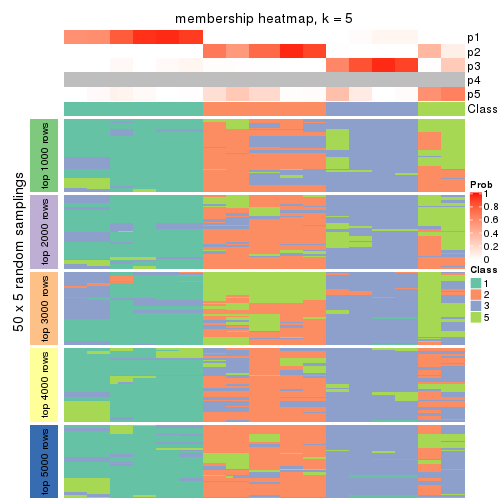 membership heatmap, k = 5
p1
p2
p3
p4
p5
Class
50 x 5 random samplings
top 1000 rows
top 2000 rows
top 3000 rows
top 4000 rows
top 5000 rows
Prob
1
0.8
0.6
0.4
0.2
0
Class
1
2
3
5